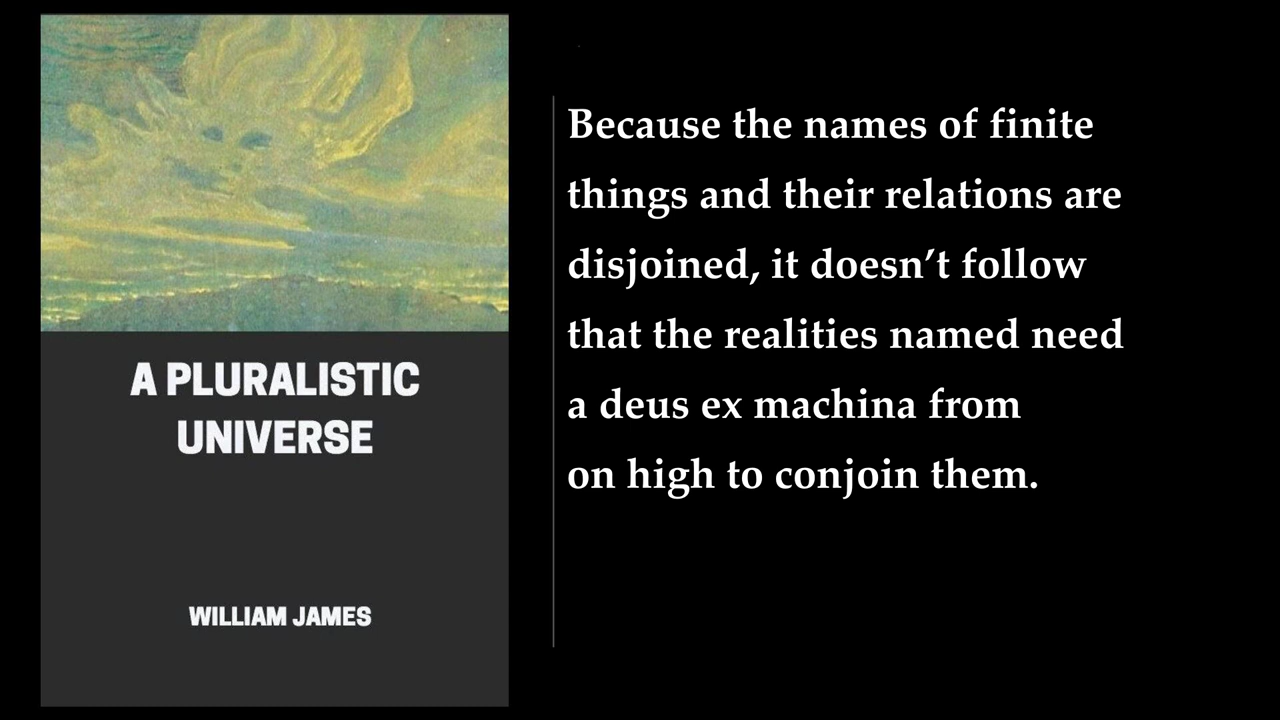 A PLURALISTIC
UNIVERSE
WILLIAM JAMES
Because the names of finite
things and their relations are
disjoined, it doesn’t follow
that the realities named need
a deus ex machina from
on high to conjoin them.